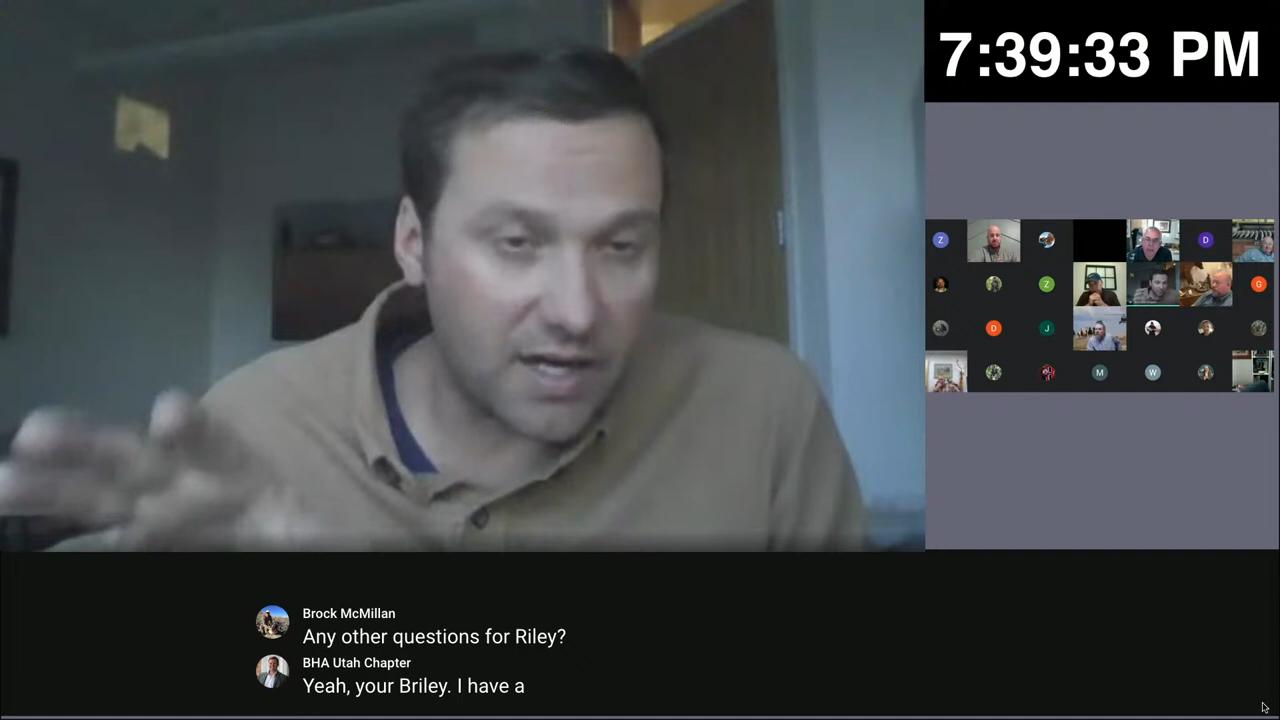 7:39:33 PM
Z
D
Z
G
D
J
M
W
Brock McMillan
Any other questions for Riley?
BHA Utah Chapter
Yeah, your Briley. I have a